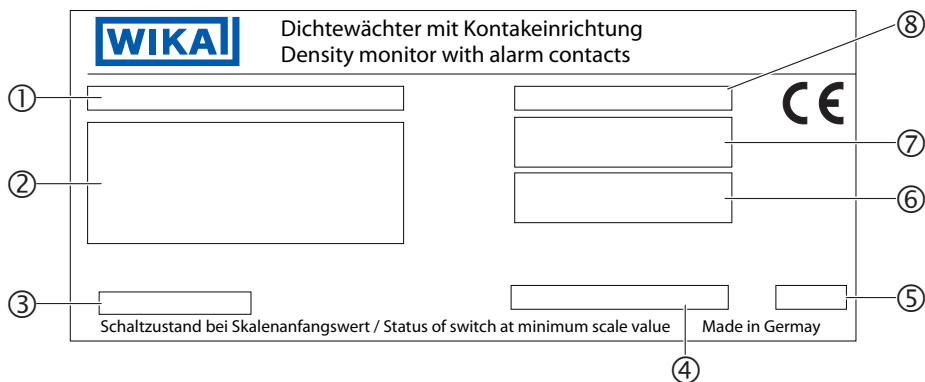 WIKA
Dichtewächter mit Kontakeinrichtung
Density monitor with alarm contacts
⑧
①
CE
⑦
②
⑥
③
⑤
Schaltzustand bei Skalenanfangswert / Status of switch at minimum scale value Made in Germay
④